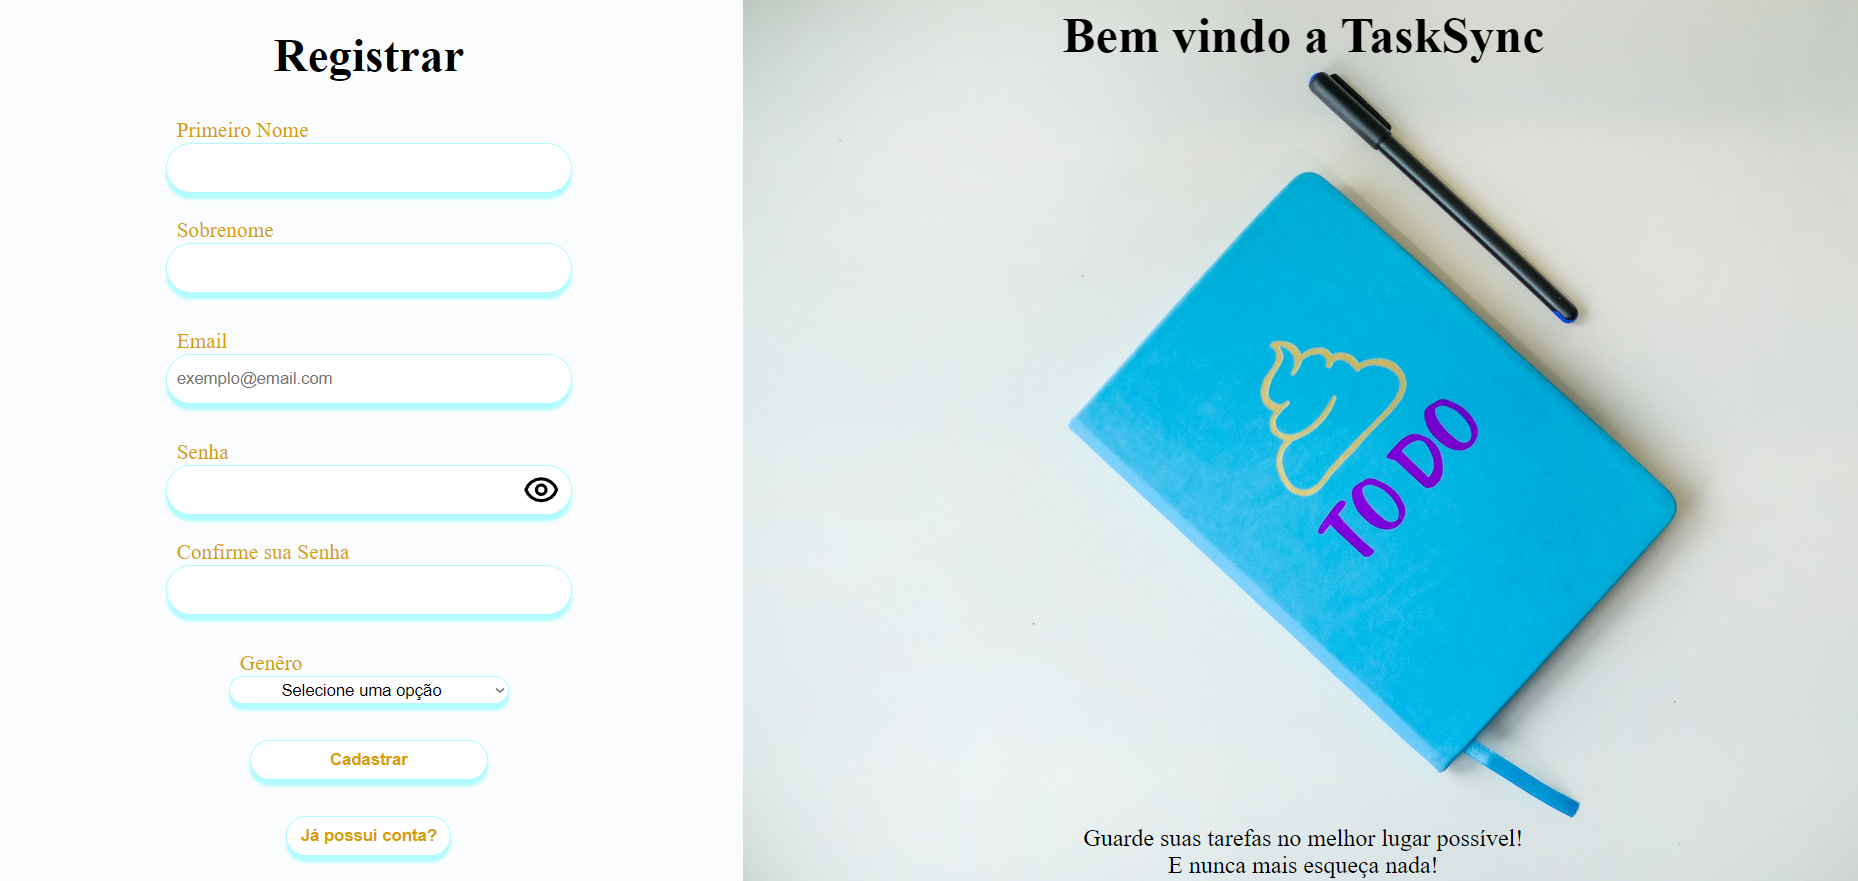 Registrar
Primeiro Nome
Sobrenome
Email
exemplo@email.com
Senha
Confirme sua Senha
Genêro
Selecione uma opção
Cadastrar
Já possui conta?
Bem vindo a TaskSync
TO DO
Guarde suas tarefas no melhor lugar possível!
E nunca mais esqueça nada!